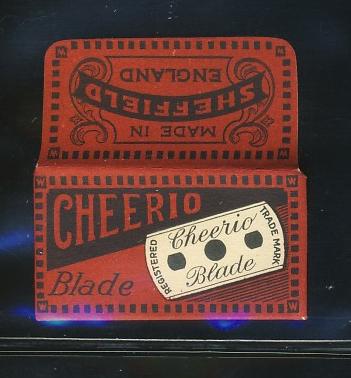 MADE IN
SHEFFIELD
ENGLAND
W W
W W
CHEERIO
Blade
REGISTERED
Cheerio
Blade
TRADE MARK
W W